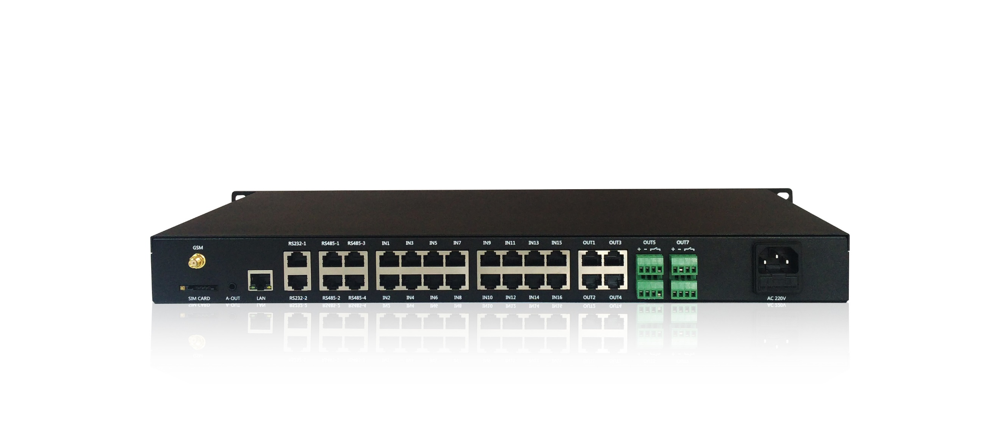 GSM
RS232-1 RS485-1 RS485-3 IN1 IN3 IN5 IN7 IN9 IN11 IN13 IN15 OUT1 OUT3 OUT5 OUT7
+ − + −
SIM CARD A-OUT LAN RS232-2 RS485-2 RS485-4 IN2 IN4 IN6 IN8 IN10 IN12 IN14 IN16 OUT2 OUT4 AC 220V